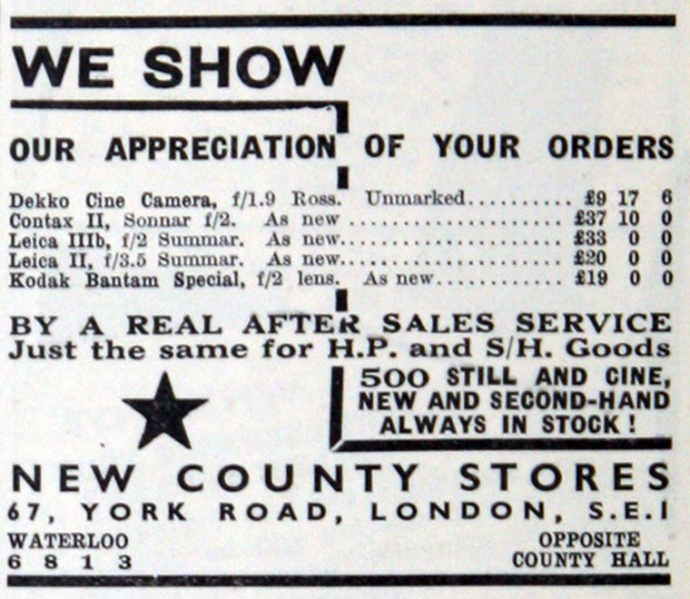 WE SHOW
OUR APPRECIATION OF YOUR ORDERS
Dekko Cine Camera, f/1.9 Ross. Unmarked.......... £9 17 6
Contax II, Sonnar f/2. As new...................... £37 10 0
Leica IIIb, f/2 Summar. As new...................... £33 0 0
Leica II, f/3.5 Summar. As new...................... £20 0 0
Kodak Bantam Special, f/2 lens. As new............. £19 0 0
BY A REAL AFTER SALES SERVICE
Just the same for H.P. and S/H. Goods
500 STILL AND CINE,
NEW AND SECOND-HAND
ALWAYS IN STOCK!
NEW COUNTY STORES
67, YORK ROAD, LONDON, S.E.1
WATERLOO
6 8 1 3
OPPOSITE
COUNTY HALL